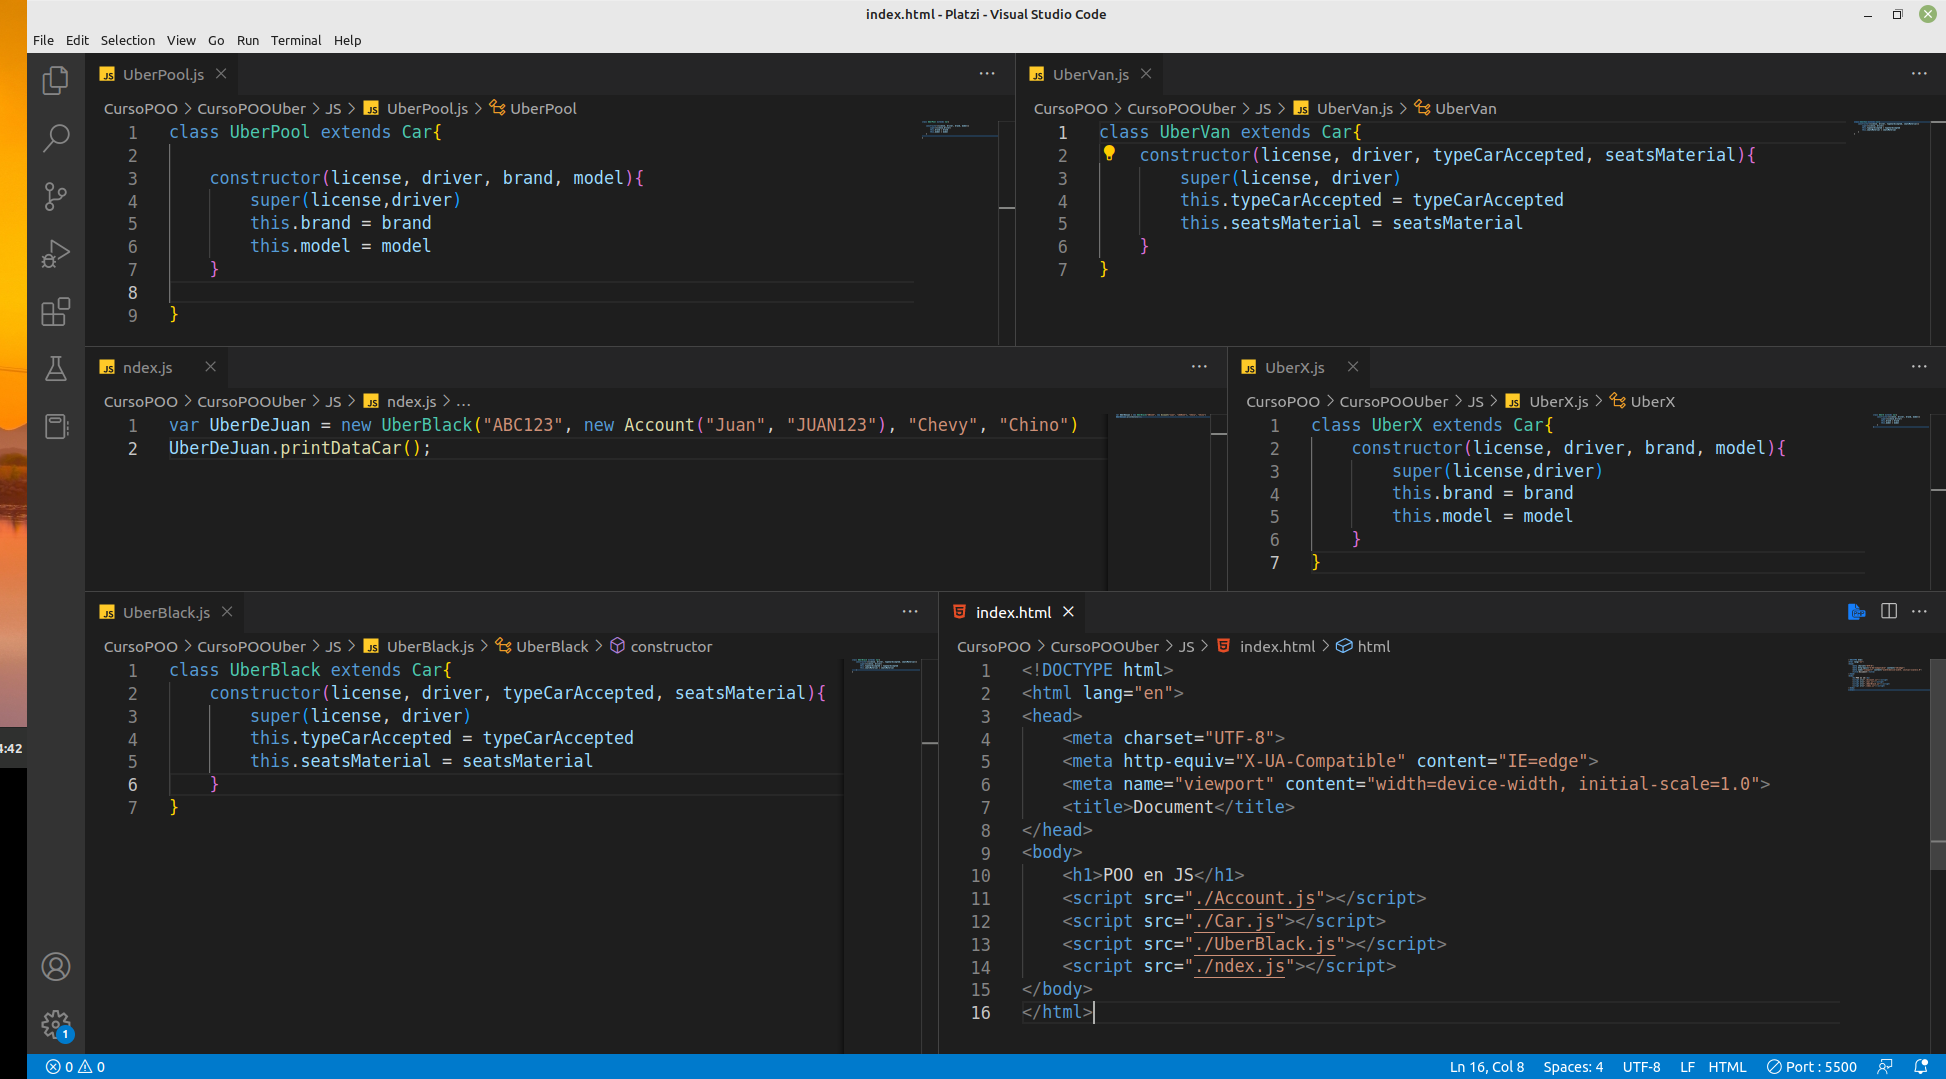 index.html - Platzi - Visual Studio Code
File Edit Selection View Go Run Terminal Help
JS UberPool.js
CursoPOO > CursoPOOUber > JS > JS UberPool.js > UberPool
1 class UberPool extends Car{
2
3 constructor(license, driver, brand, model){
4 super(license,driver)
5 this.brand = brand
6 this.model = model
7 }
8
9 }
JS UberVan.js
CursoPOO > CursoPOOUber > JS > JS UberVan.js > UberVan
1 class UberVan extends Car{
2 constructor(license, driver, typeCarAccepted, seatsMaterial){
3 super(license, driver)
4 this.typeCarAccepted = typeCarAccepted
5 this.seatsMaterial = seatsMaterial
6 }
7 }
JS ndex.js
CursoPOO > CursoPOOUber > JS > JS ndex.js > ...
1 var UberDeJuan = new UberBlack("ABC123", new Account("Juan", "JUAN123"), "Chevy", "Chino")
2 UberDeJuan.printDataCar();
JS UberX.js
CursoPOO > CursoPOOUber > JS > JS UberX.js > UberX
1 class UberX extends Car{
2 constructor(license, driver, brand, model){
3 super(license,driver)
4 this.brand = brand
5 this.model = model
6 }
7 }
JS UberBlack.js
CursoPOO > CursoPOOUber > JS > JS UberBlack.js > UberBlack > constructor
1 class UberBlack extends Car{
2 constructor(license, driver, typeCarAccepted, seatsMaterial){
3 super(license, driver)
4 this.typeCarAccepted = typeCarAccepted
5 this.seatsMaterial = seatsMaterial
6 }
7 }
index.html
CursoPOO > CursoPOOUber > JS > index.html > html
1 <!DOCTYPE html>
2 <html lang="en">
3 <head>
4 <meta charset="UTF-8">
5 <meta http-equiv="X-UA-Compatible" content="IE=edge">
6 <meta name="viewport" content="width=device-width, initial-scale=1.0">
7 <title>Document</title>
8 </head>
9 <body>
10 <h1>POO en JS</h1>
11 <script src="./Account.js"></script>
12 <script src="./Car.js"></script>
13 <script src="./UberBlack.js"></script>
14 <script src="./ndex.js"></script>
15 </body>
16 </html>
:42
1
0 0
Ln 16, Col 8 Spaces: 4 UTF-8 LF HTML Port : 5500